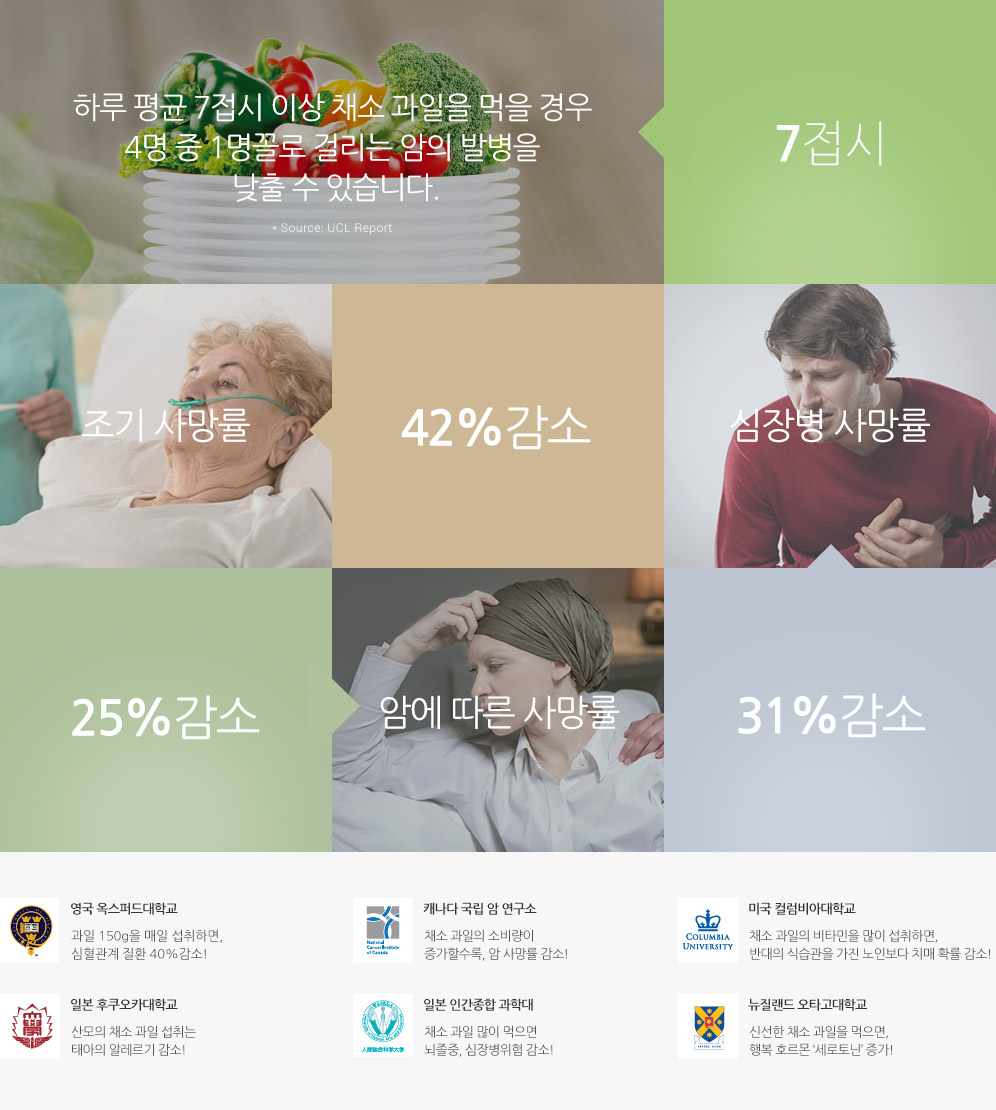 하루 평균 7접시 이상 채소 과일을 먹을 경우
4명 중 1명꼴로 걸리는 암의 발병을
낮출 수 있습니다.
* Source: UCL Report
7접시
조기 사망률
42%감소
심장병 사망률
25%감소
암에 따른 사망률
31%감소
영국 옥스퍼드대학교
과일 150g을 매일 섭취하면,
심혈관계 질환 40%감소!
National
Cancer Institute
of Canada
캐나다 국립 암 연구소
채소 과일의 소비량이
증가할수록, 암 사망률 감소!
COLUMBIA
UNIVERSITY
미국 컬럼비아대학교
채소 과일의 비타민을 많이 섭취하면,
반대의 식습관을 가진 노인보다 치매 확률 감소!
일본 후쿠오카대학교
산모의 채소 과일 섭취는
태아의 알레르기 감소!
人間総合科学大学
일본 인간종합 과학대
채소 과일 많이 먹으면
뇌졸중, 심장병위험 감소!
뉴질랜드 오타고대학교
신선한 채소 과일을 먹으면,
행복 호르몬 ‘세로토닌’ 증가!